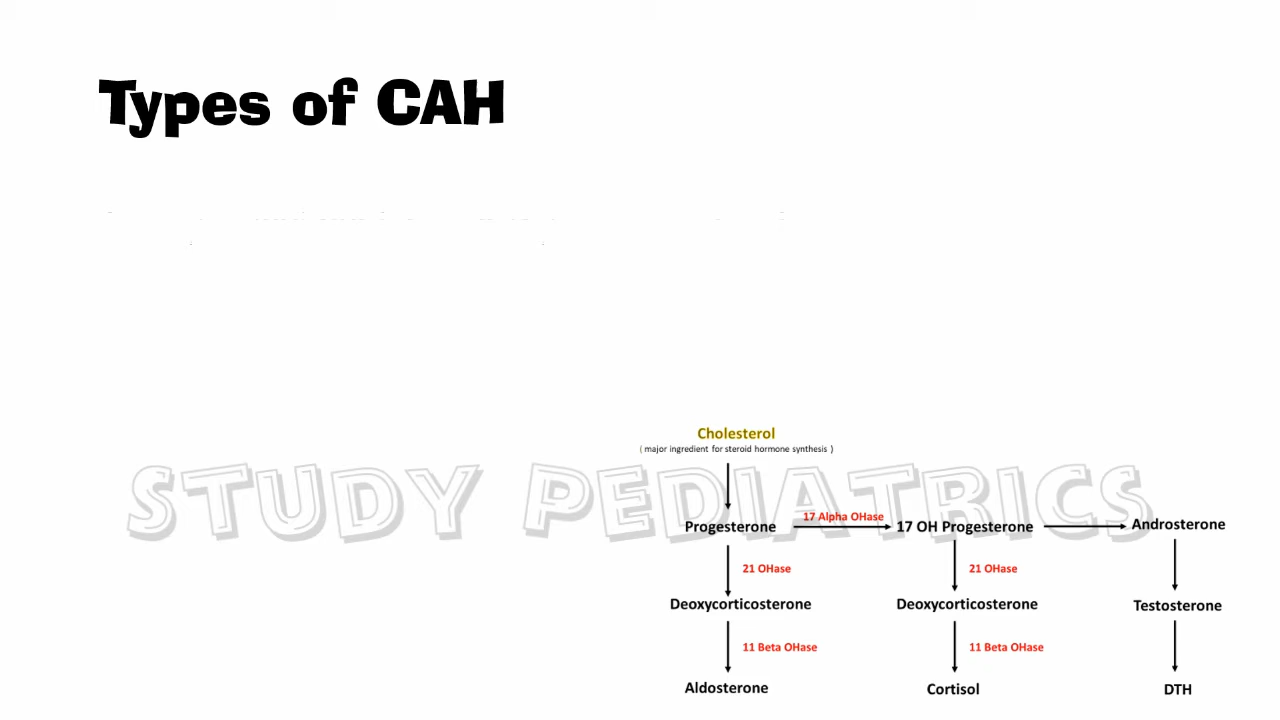 Types of CAH
Cholesterol
( major ingredient for steroid hormone synthesis )
STUDY PEDIATRICS
Progesterone 17 Alpha OHase 17 OH Progesterone Androsterone
21 OHase 21 OHase
Deoxycorticosterone Deoxycorticosterone Testosterone
11 Beta OHase 11 Beta OHase
Aldosterone Cortisol DTH